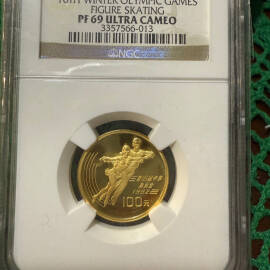 16TH WINTER OLYMPIC GAMES
FIGURE SKATING
PF 69 ULTRA CAMEO
3357566-013
NGC
100元